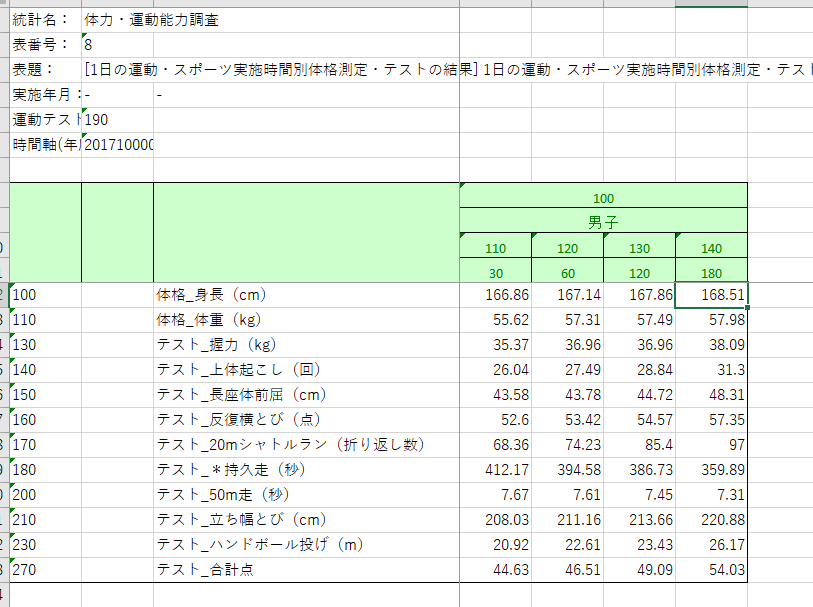 統計名： 体力・運動能力調査
表番号： 8
表題： [1日の運動・スポーツ実施時間別体格測定・テストの結果] 1日の運動・スポーツ実施時間別体格測定・テスト
実施年月： - -
運動テスト 190
時間軸(年 201710000
100
男子
110 120 130 140
30 60 120 180
100 体格_身長（cm） 166.86 167.14 167.86 168.51
110 体格_体重（kg） 55.62 57.31 57.49 57.98
130 テスト_握力（kg） 35.37 36.96 36.96 38.09
140 テスト_上体起こし（回） 26.04 27.49 28.84 31.3
150 テスト_長座体前屈（cm） 43.58 43.78 44.72 48.31
160 テスト_反復横とび（点） 52.6 53.42 54.57 57.35
170 テスト_20mシャトルラン（折り返し数） 68.36 74.23 85.4 97
180 テスト_＊持久走（秒） 412.17 394.58 386.73 359.89
200 テスト_50m走（秒） 7.67 7.61 7.45 7.31
210 テスト_立ち幅とび（cm） 208.03 211.16 213.66 220.88
230 テスト_ハンドボール投げ（m） 20.92 22.61 23.43 26.17
270 テスト_合計点 44.63 46.51 49.09 54.03